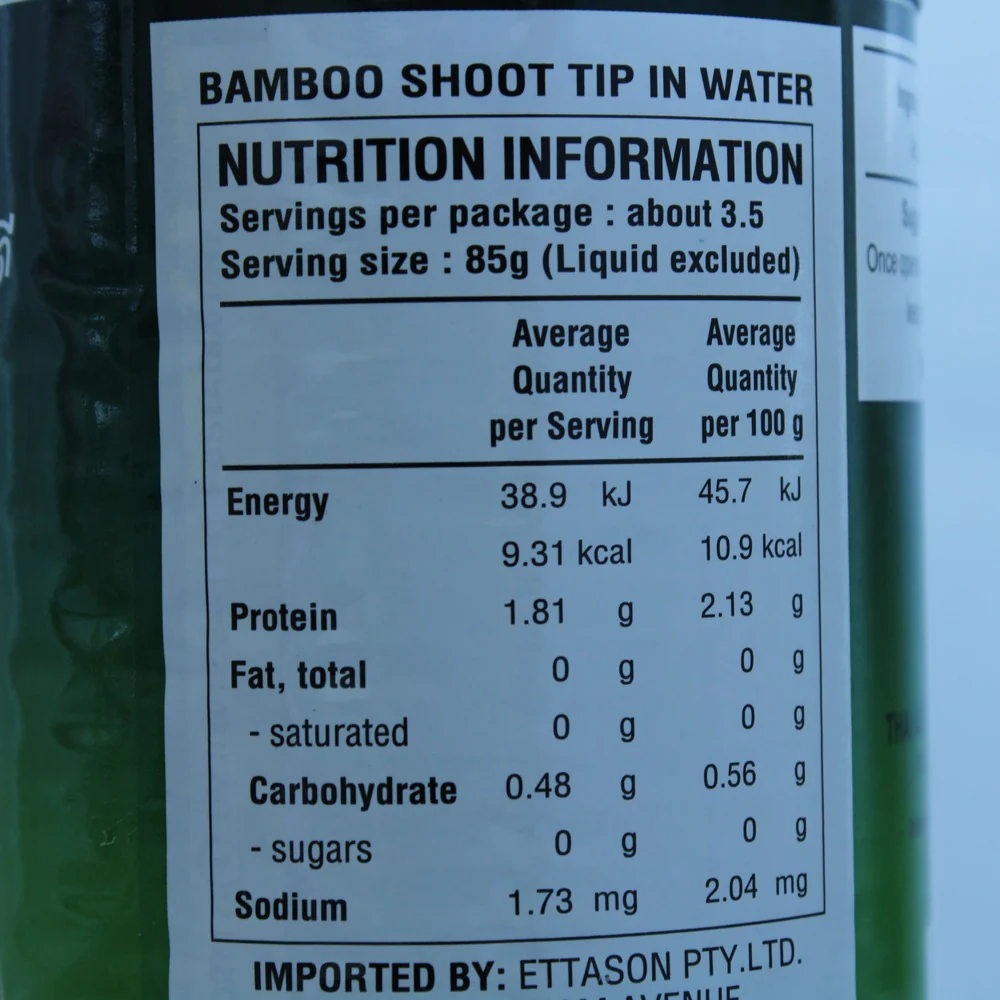 BAMBOO SHOOT TIP IN WATER
NUTRITION INFORMATION
Servings per package : about 3.5
Serving size : 85g (Liquid excluded)
Average Average
Quantity Quantity
per Serving per 100 g
Energy 38.9 kJ 45.7 kJ
9.31 kcal 10.9 kcal
Protein 1.81 g 2.13 g
Fat, total 0 g 0 g
- saturated 0 g 0 g
Carbohydrate 0.48 g 0.56 g
- sugars 0 g 0 g
Sodium 1.73 mg 2.04 mg
IMPORTED BY: ETTASON PTY.LTD.
AVENUE
Once